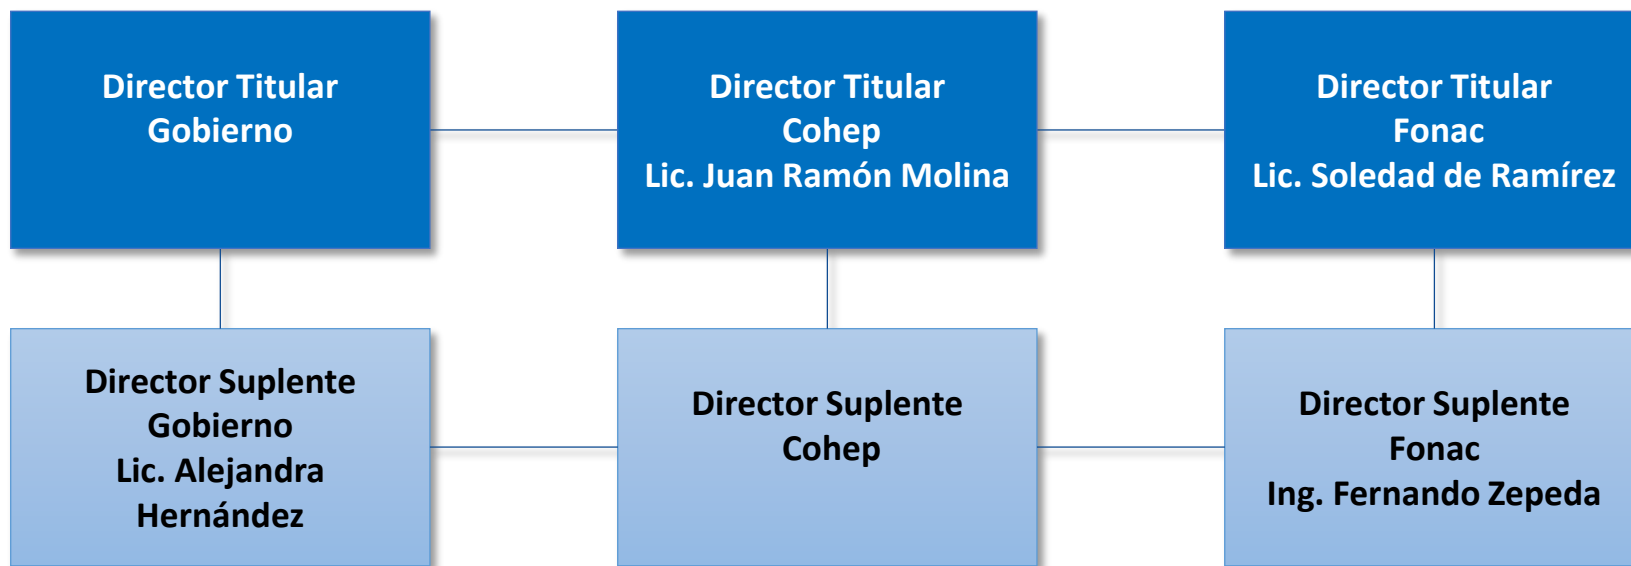 Director Titular
Gobierno
Director Titular
Cohep
Lic. Juan Ramón Molina
Director Titular
Fonac
Lic. Soledad de Ramírez
Director Suplente
Gobierno
Lic. Alejandra
Hernández
Director Suplente
Cohep
Director Suplente
Fonac
Ing. Fernando Zepeda